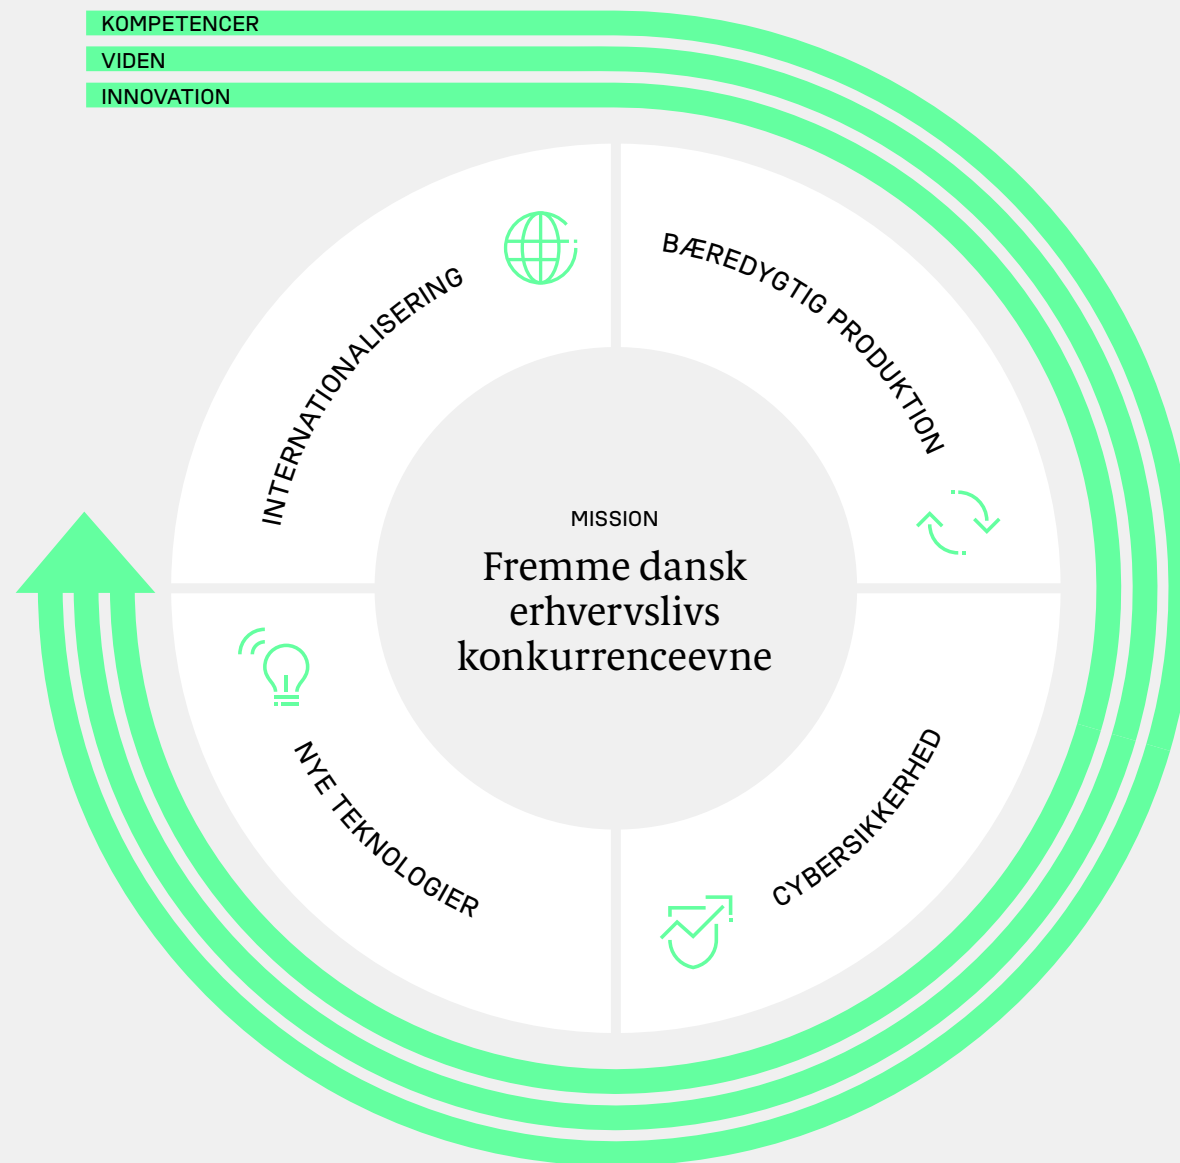 KOMPETENCER
VIDEN
INNOVATION
INTERNATIONALISERING
BÆREDYGTIG PRODUKTION
MISSION
Fremme dansk
erhvervslivs
konkurrenceevne
NYE TEKNOLOGIER
CYBERSIKKERHED